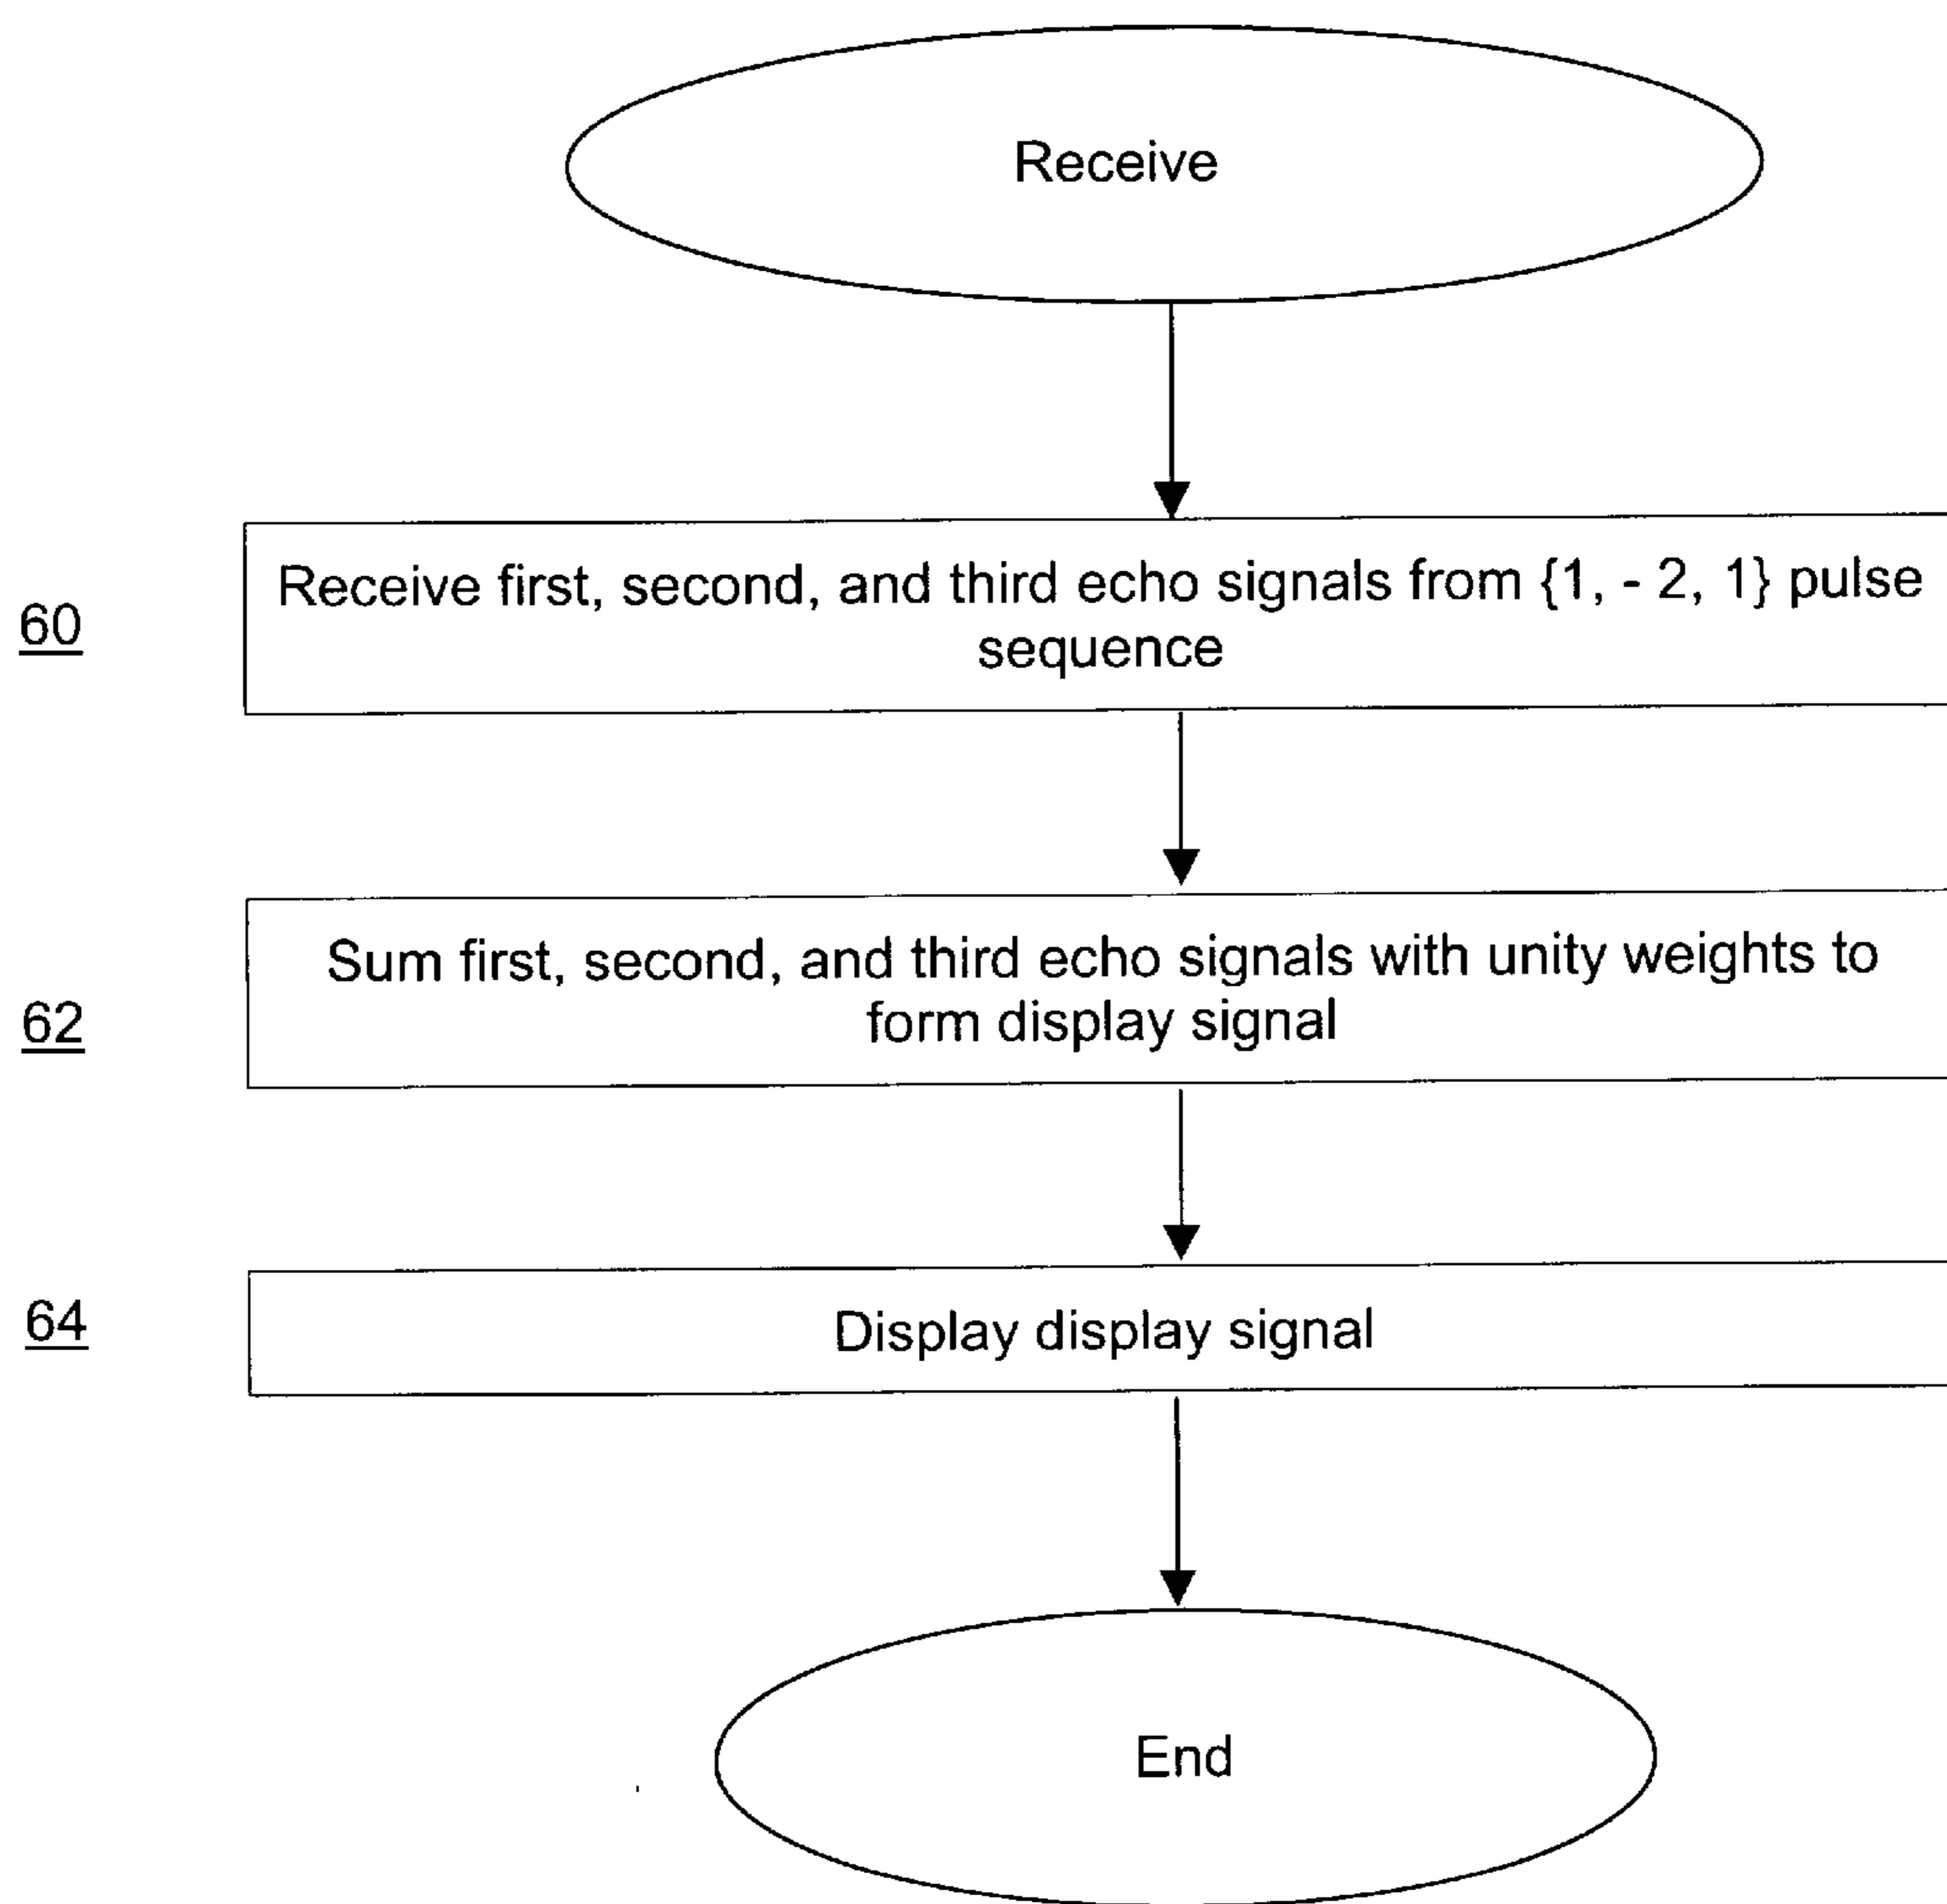 Receive
60
Receive first, second, and third echo signals from {1, - 2, 1} pulse
sequence
62
Sum first, second, and third echo signals with unity weights to
form display signal
64
Display display signal
End